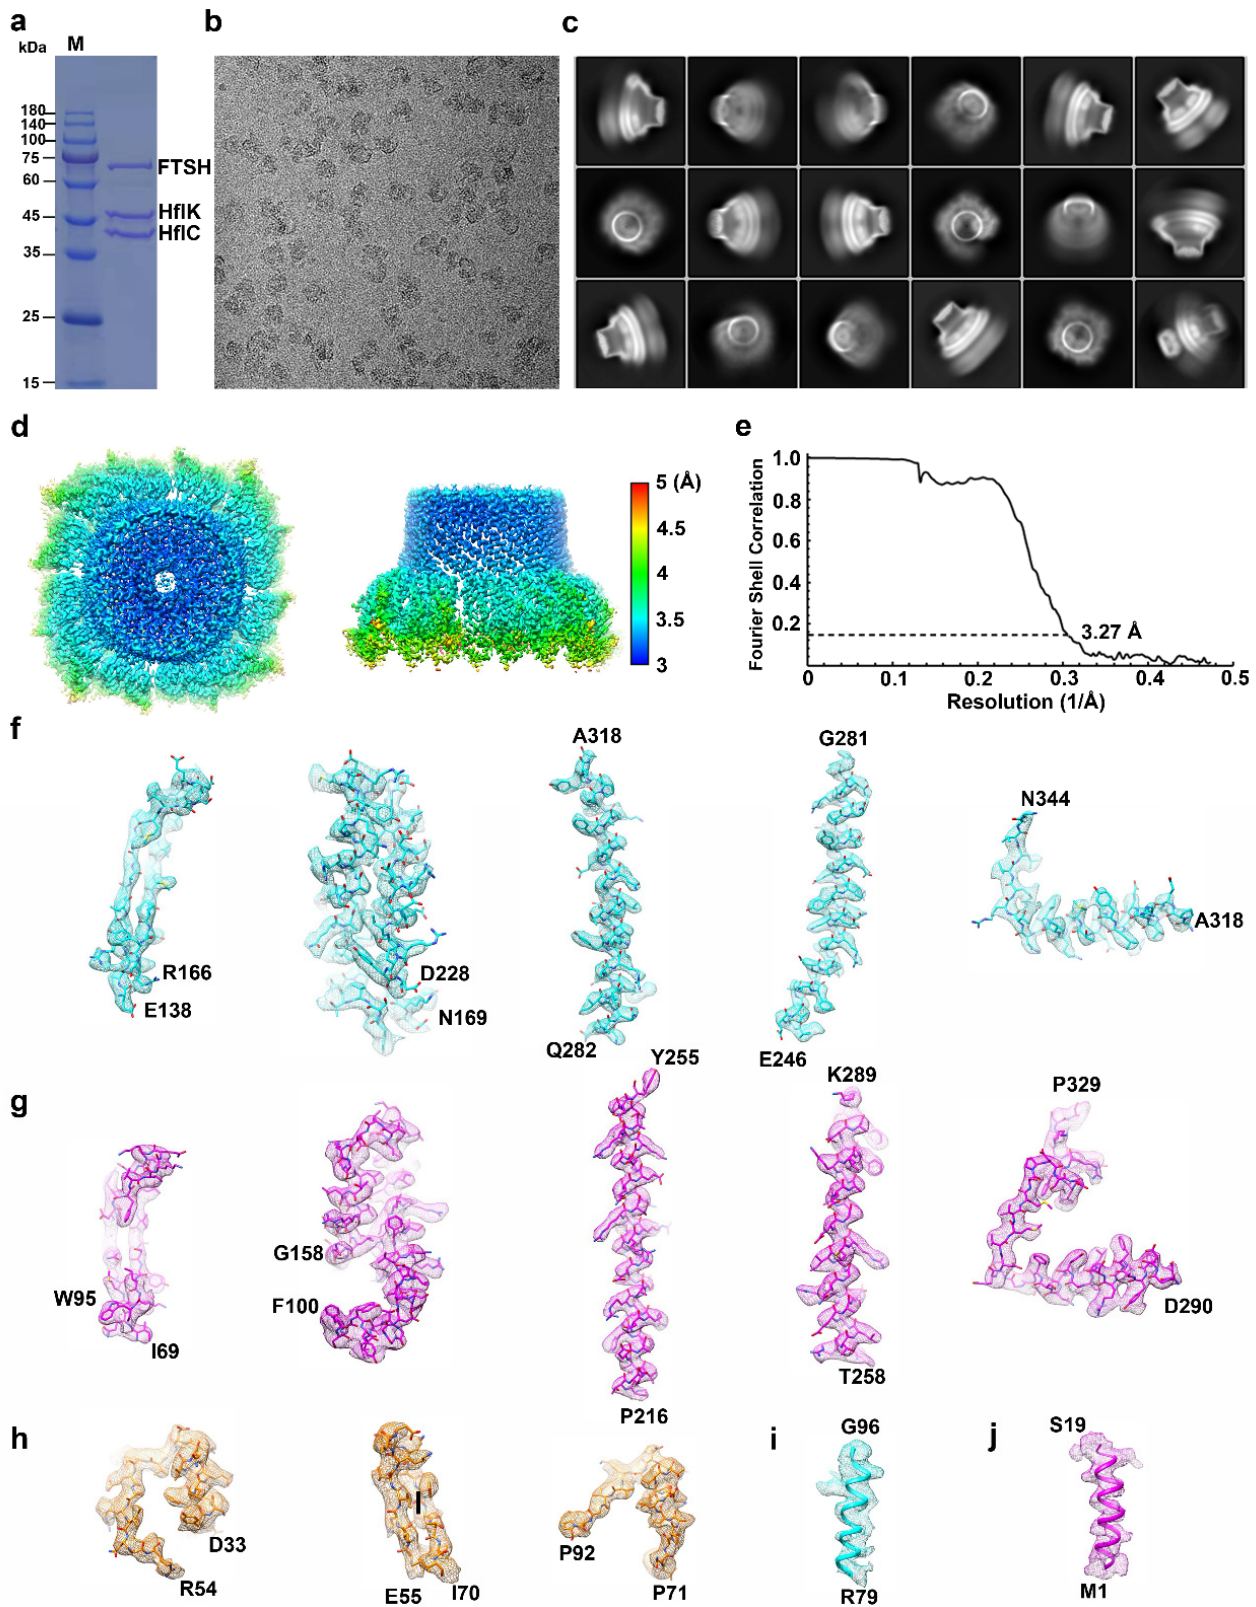 a
b
c
kDa
M
180
140
100
75
60
45
35
25
15
FTSH
HflK
HflC
d
5 (Å)
4.5
4
3.5
3
e
Fourier Shell Correlation
1.0
0.8
0.6
0.4
0.2
3.27 Å
0 0.1 0.2 0.3 0.4 0.5
Resolution (1/Å)
f
R166
E138
D228
N169
A318
Q282
G281
E246
N344
A318
g
W95
I69
G158
F100
Y255
P216
K289
T258
P329
D290
h
D33
R54
I
E55
I70
P92
P71
i
G96
R79
j
S19
M1